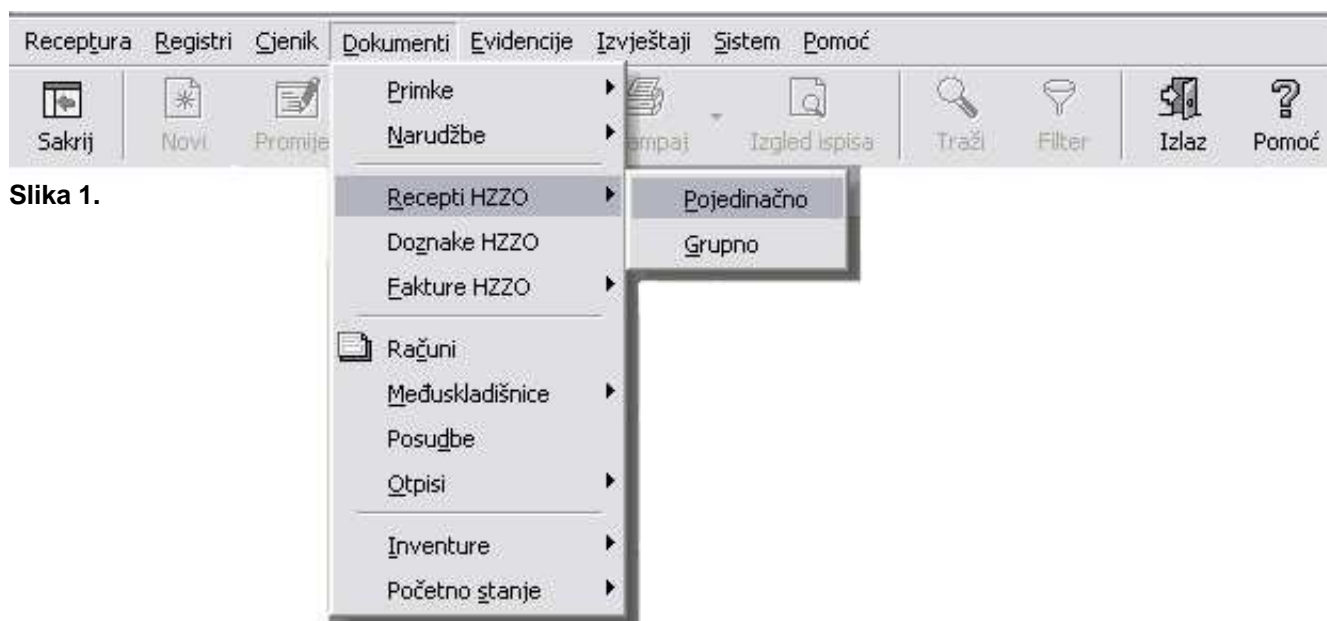 Receptura Registri Cjenik Dokumenti Evidencije Izvještaji Sistem Pomoć
Sakrij Novi Izgled ispisa Traži Filter Izlaz Pomoć
Slika 1.
Primke
Narudžbe
Recepti HZZO
Doznake HZZO
Fakture HZZO
Računi
Međuskladišnice
Posudbe
Otpisi
Inventure
Početno stanje
Pojedinačno
Grupno